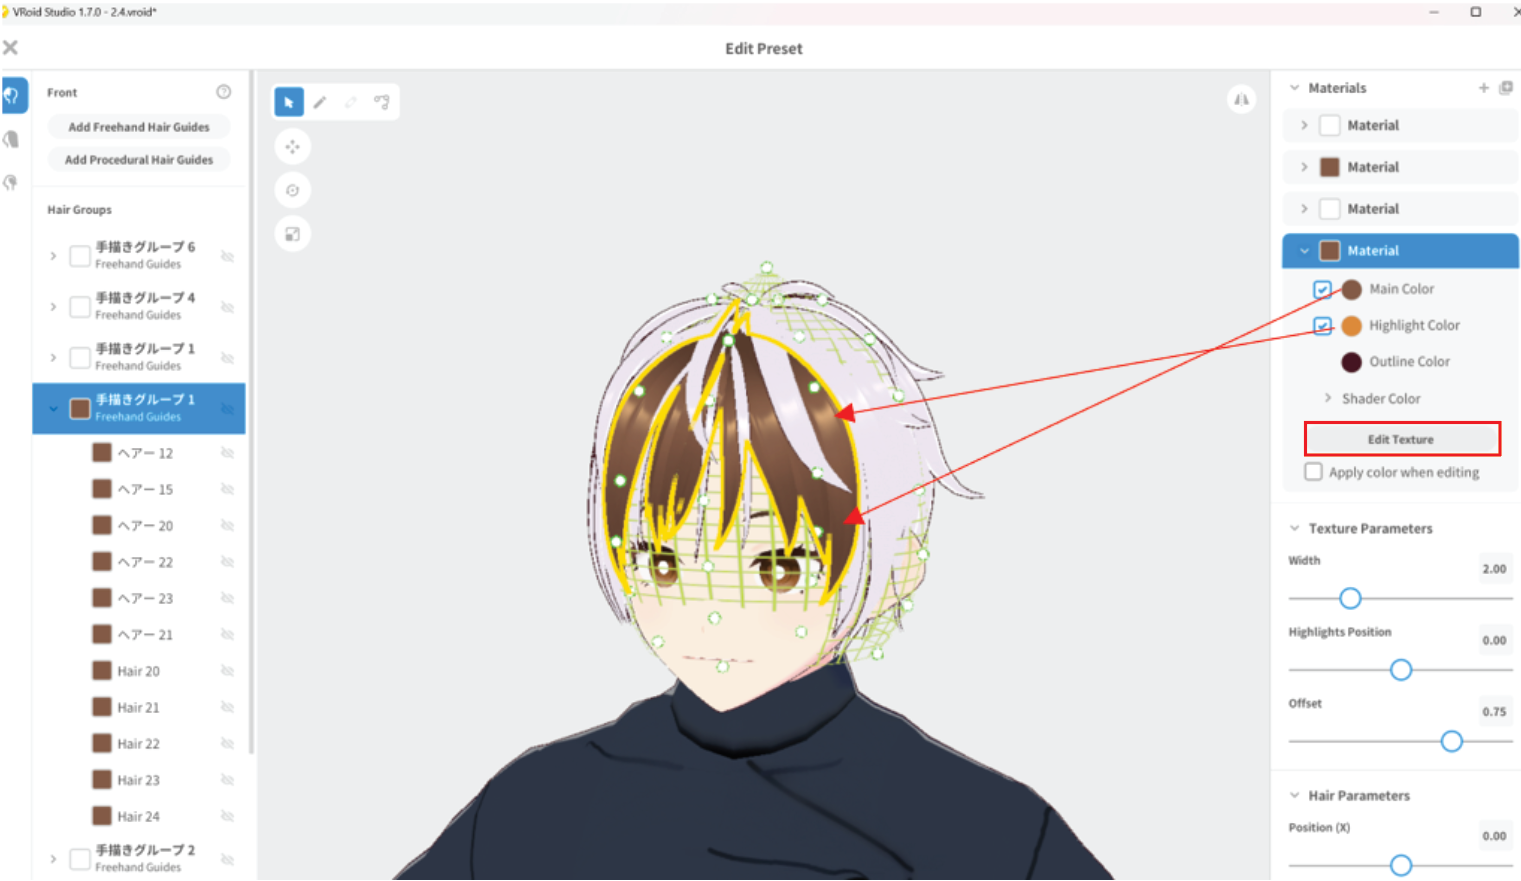 VRoid Studio 1.7.0 - 2.4.vroid*
Edit Preset
Front
Add Freehand Hair Guides
Add Procedural Hair Guides
Hair Groups
手描きグループ 6
Freehand Guides
手描きグループ 4
Freehand Guides
手描きグループ 1
Freehand Guides
手描きグループ 1
Freehand Guides
ヘアー 12
ヘアー 15
ヘアー 20
ヘアー 22
ヘアー 23
ヘアー 21
Hair 20
Hair 21
Hair 22
Hair 23
Hair 24
手描きグループ 2
Freehand Guides
Materials
Material
Material
Material
Material
Main Color
Highlight Color
Outline Color
Shader Color
Edit Texture
Apply color when editing
Texture Parameters
Width
2.00
Highlights Position
0.00
Offset
0.75
Hair Parameters
Position (X)
0.00